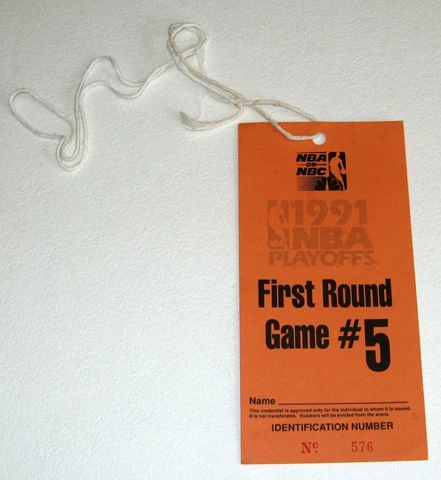 NBA
ON
NBC
1991
NBA
PLAYOFFS
First Round
Game #5
Name
This credential is approved only for the individual to whom it is issued.
It is not transferable. Violators will be evicted from the arena.
IDENTIFICATION NUMBER
Nº 576